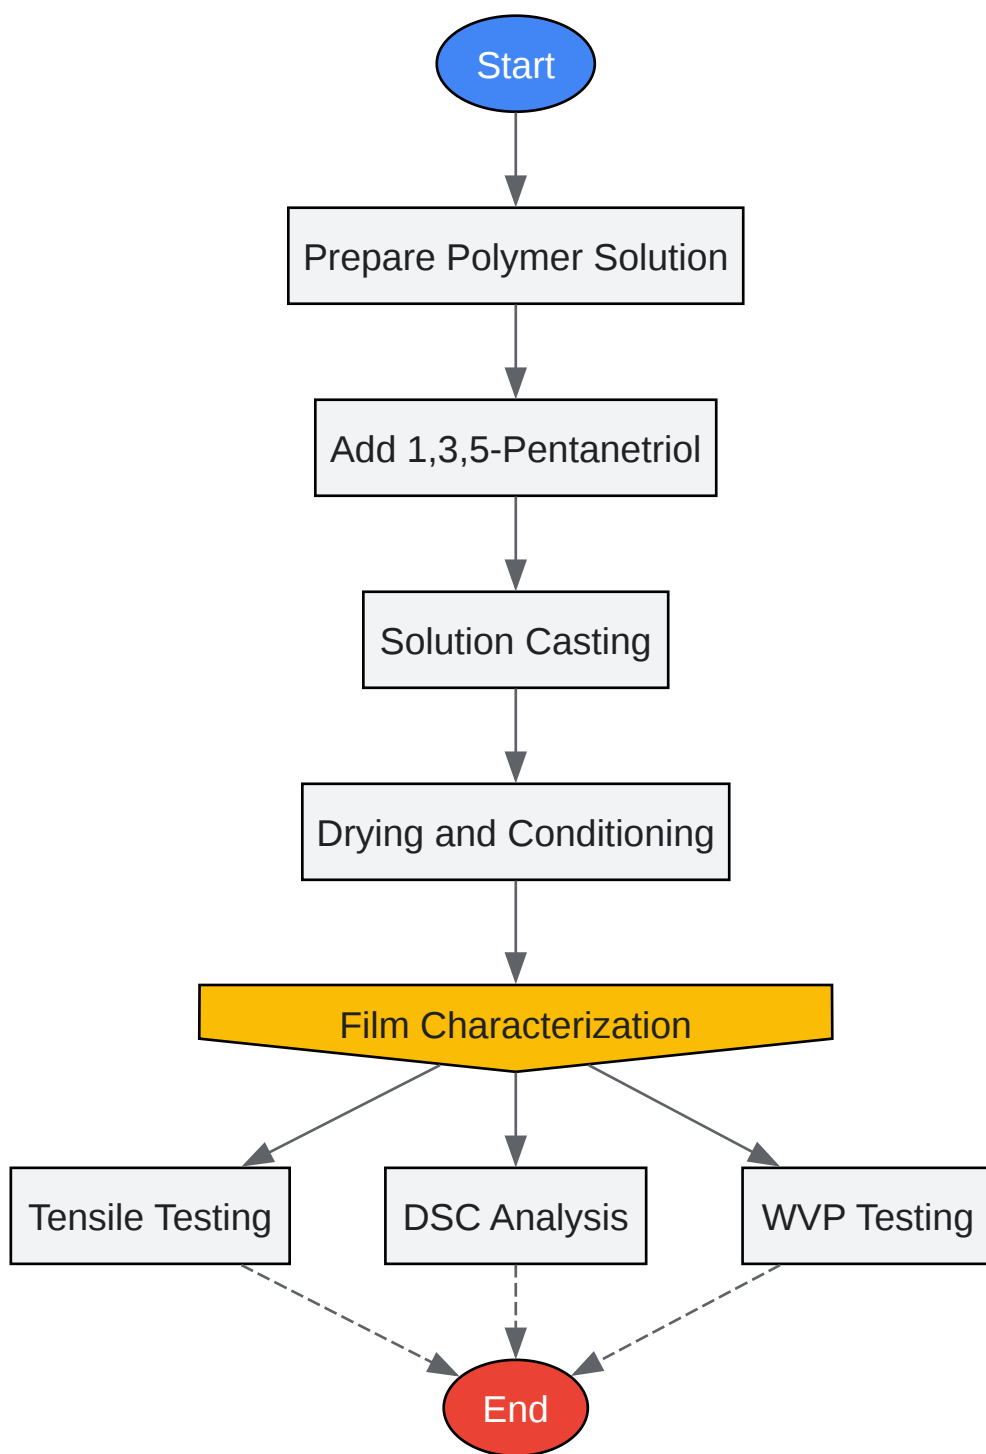 Start
Prepare Polymer Solution
Add 1,3,5-Pentanetriol
Solution Casting
Drying and Conditioning
Film Characterization
Tensile Testing
DSC Analysis
WVP Testing
End